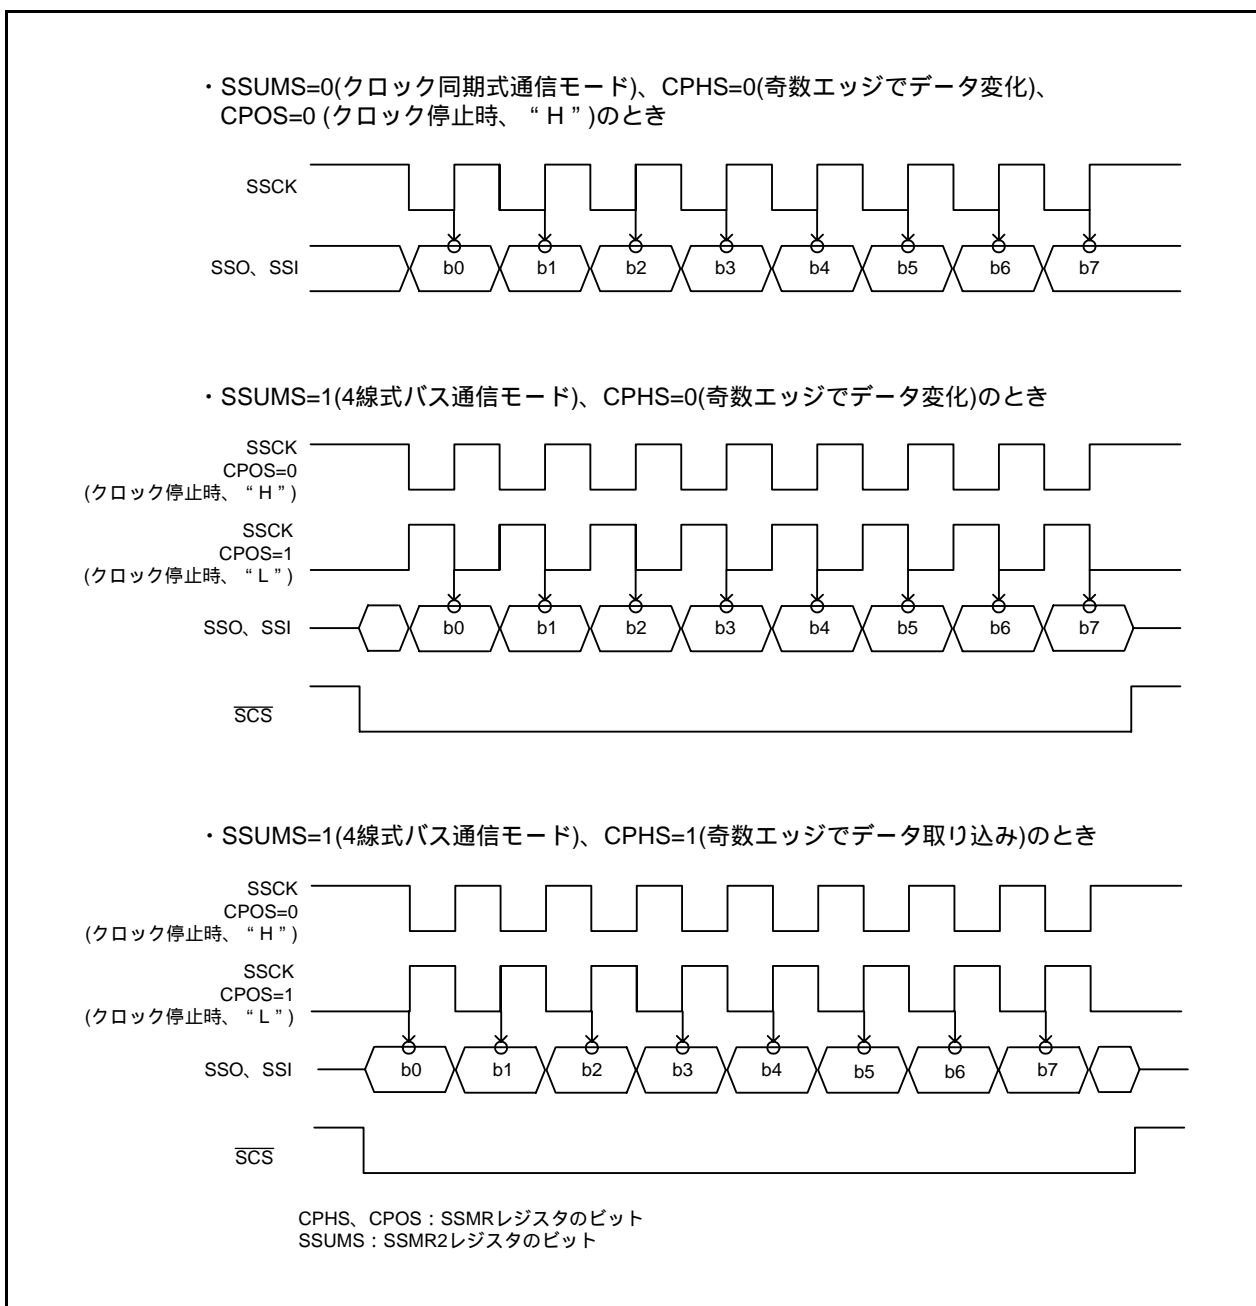 ・SSUMS=0(クロック同期式通信モード)、CPHS=0(奇数エッジでデータ変化)、
CPOS=0 (クロック停止時、“H”)のとき
SSCK
SSO、SSI
b0 b1 b2 b3 b4 b5 b6 b7
・SSUMS=1(4線式バス通信モード)、CPHS=0(奇数エッジでデータ変化)のとき
SSCK
CPOS=0
(クロック停止時、“H”)
SSCK
CPOS=1
(クロック停止時、“L”)
SSO、SSI
b0 b1 b2 b3 b4 b5 b6 b7
SCS
・SSUMS=1(4線式バス通信モード)、CPHS=1(奇数エッジでデータ取り込み)のとき
SSCK
CPOS=0
(クロック停止時、“H”)
SSCK
CPOS=1
(クロック停止時、“L”)
SSO、SSI
b0 b1 b2 b3 b4 b5 b6 b7
SCS
CPHS、CPOS：SSMRレジスタのビット
SSUMS：SSMR2レジスタのビット